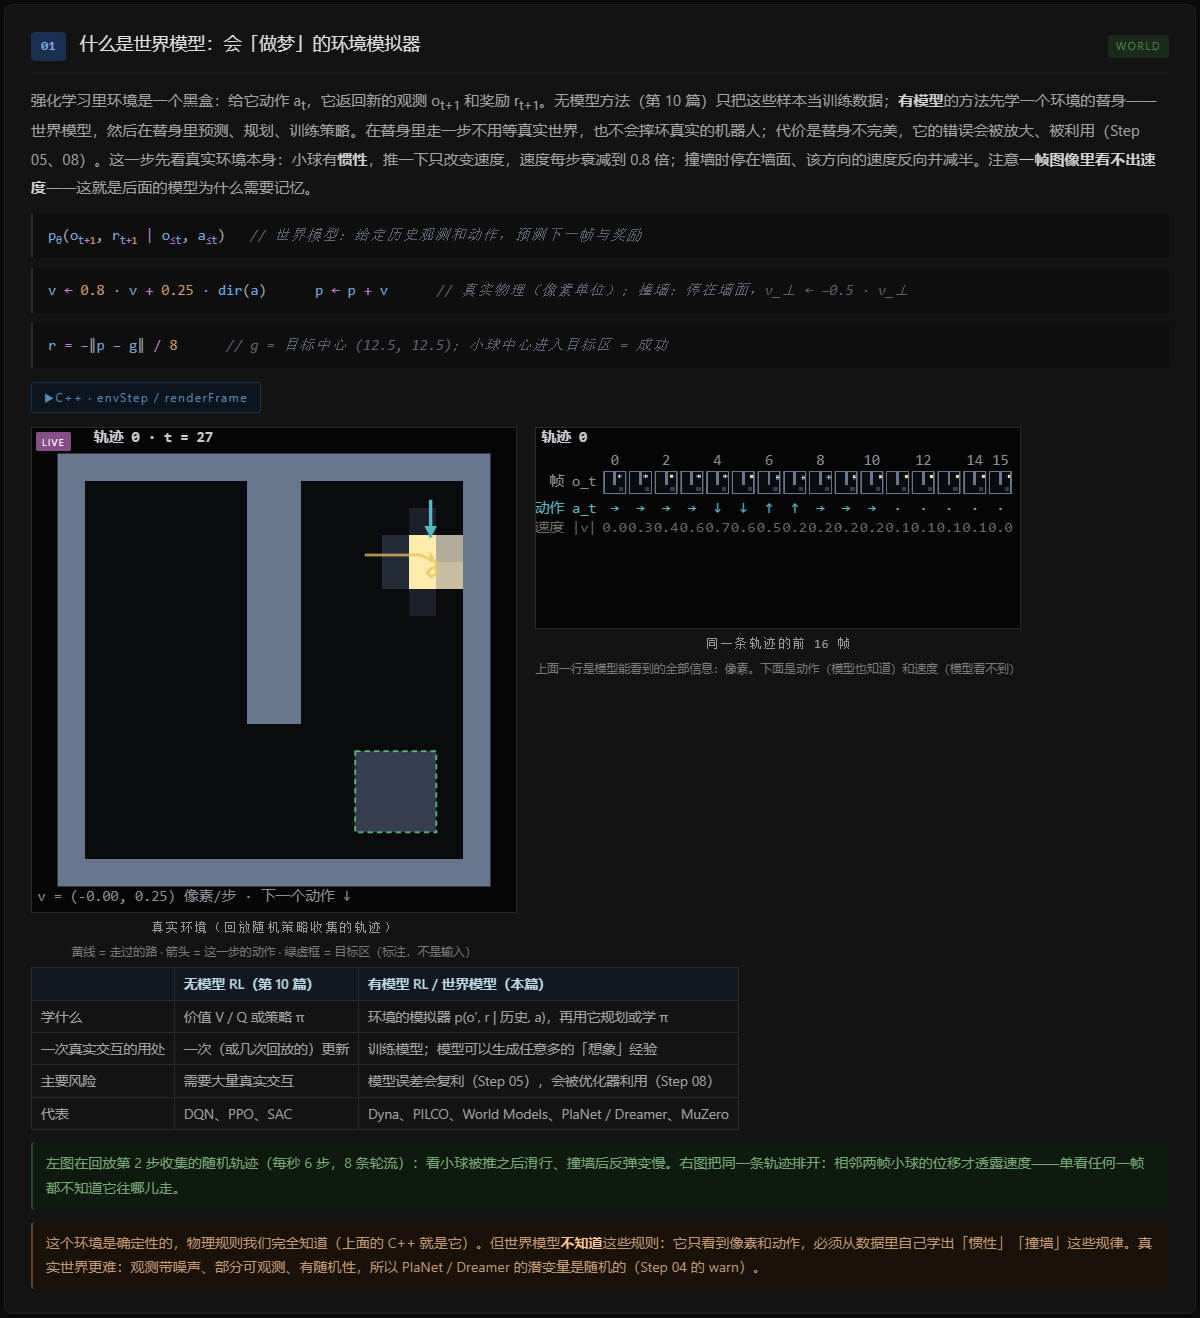 01 什么是世界模型：会「做梦」的环境模拟器 WORLD
强化学习里环境是一个黑盒：给它动作 a_t，它返回新的观测 o_{t+1} 和奖励 r_{t+1}。无模型方法（第 10 篇）只把这些样本当训练数据；有模型的方法先学一个环境的替身——
世界模型，然后在替身里预测、规划、训练策略。在替身里走一步不用等真实世界，也不会摔坏真实的机器人；代价是替身不完美，它的错误会被放大、被利用（Step
05、08）。这一步先看真实环境本身：小球有惯性，推一下只改变速度，速度每步衰减到 0.8 倍；撞墙时停在墙面、该方向的速度反向并减半。注意一帧图像里看不出速
度——这就是后面的模型为什么需要记忆。
p_θ(o_{t+1}, r_{t+1} | o_{≤t}, a_{≤t}) // 世界模型：给定历史观测和动作，预测下一帧与奖励
v ← 0.8 · v + 0.25 · dir(a) p ← p + v // 真实物理（像素单位）；撞墙：停在墙面，v_⊥ ← −0.5 · v_⊥
r = −‖p − g‖ / 8 // g = 目标中心 (12.5, 12.5)；小球中心进入目标区 = 成功
▶C++ · envStep / renderFrame
LIVE 轨迹 0 · t = 27
v = (-0.00, 0.25) 像素/步 · 下一个动作 ↓
真实环境（回放随机策略收集的轨迹）
黄线 = 走过的路 · 箭头 = 这一步的动作 · 绿虚框 = 目标区（标注，不是输入）
轨迹 0
0 2 4 6 8 10 12 14 15
帧 o_t
动作 a_t → → → → ↓ ↓ ↑ ↑ → → → · · · · ·
速度 |v| 0.0 0.3 0.4 0.6 0.7 0.6 0.5 0.2 0.2 0.2 0.2 0.1 0.1 0.1 0.1 0.0
同一条轨迹的前 16 帧
上面一行是模型能看到的全部信息：像素。下面是动作（模型也知道）和速度（模型看不到）
无模型 RL（第 10 篇） 有模型 RL / 世界模型（本篇）
学什么 价值 V / Q 或策略 π 环境的模拟器 p(o′, r | 历史, a)，再用它规划或学 π
一次真实交互的用处 一次（或几次回放的）更新 训练模型；模型可以生成任意多的「想象」经验
主要风险 需要大量真实交互 模型误差会复利（Step 05），会被优化器利用（Step 08）
代表 DQN、PPO、SAC Dyna、PILCO、World Models、PlaNet / Dreamer、MuZero
左图在回放第 2 步收集的随机轨迹（每秒 6 步，8 条轮流）：看小球被推之后滑行、撞墙后反弹变慢。右图把同一条轨迹排开：相邻两帧小球的位移才透露速度——单看任何一帧
都不知道它往哪儿走。
这个环境是确定性的，物理规则我们完全知道（上面的 C++ 就是它）。但世界模型不知道这些规则：它只看到像素和动作，必须从数据里自己学出「惯性」「撞墙」这些规律。真
实世界更难：观测带噪声、部分可观测、有随机性，所以 PlaNet / Dreamer 的潜变量是随机的（Step 04 的 warn）。